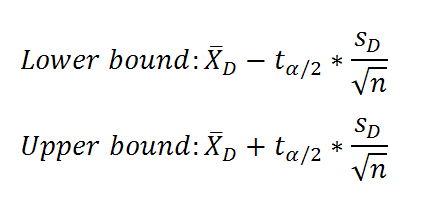 Lower bound: X̄_D − t_{α/2} * s_D/√n
Upper bound: X̄_D + t_{α/2} * s_D/√n